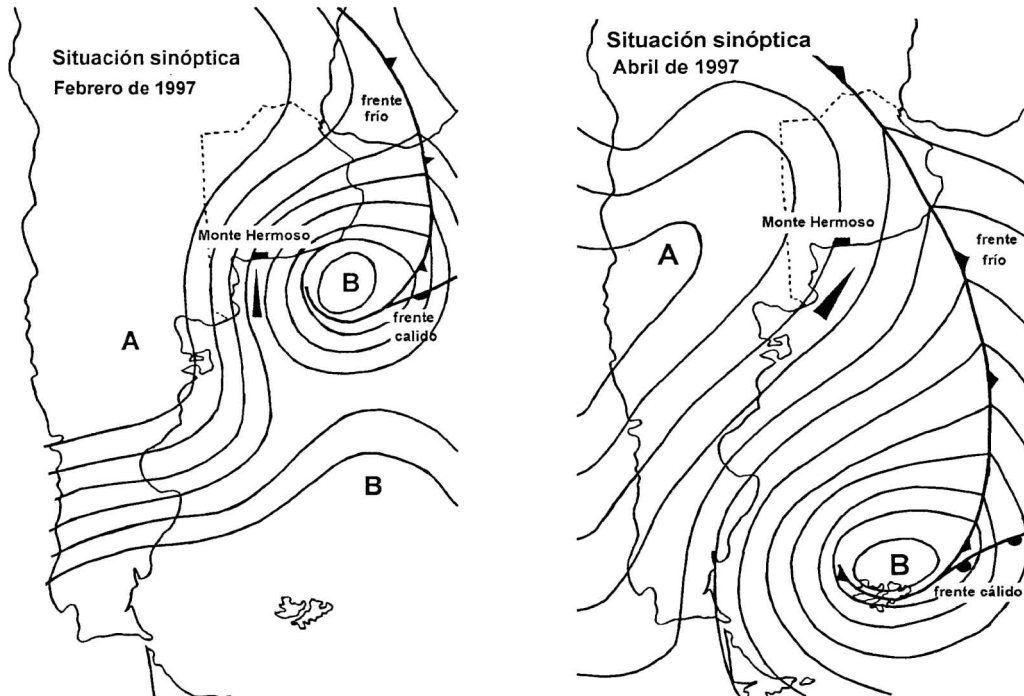 Situación sinóptica
Febrero de 1997
frente
frío
Monte Hermoso
B
frente
calido
A
B
Situación sinóptica
Abril de 1997
Monte Hermoso
A
frente
frío
B
frente cálido